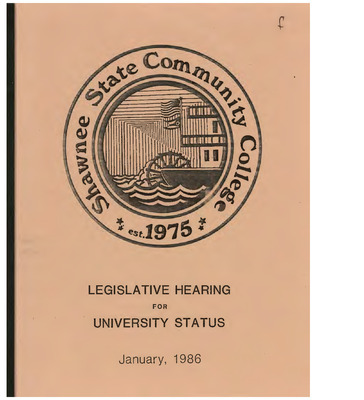 f
Shawnee State Community College
est. 1975
LEGISLATIVE HEARING
FOR
UNIVERSITY STATUS
January, 1986